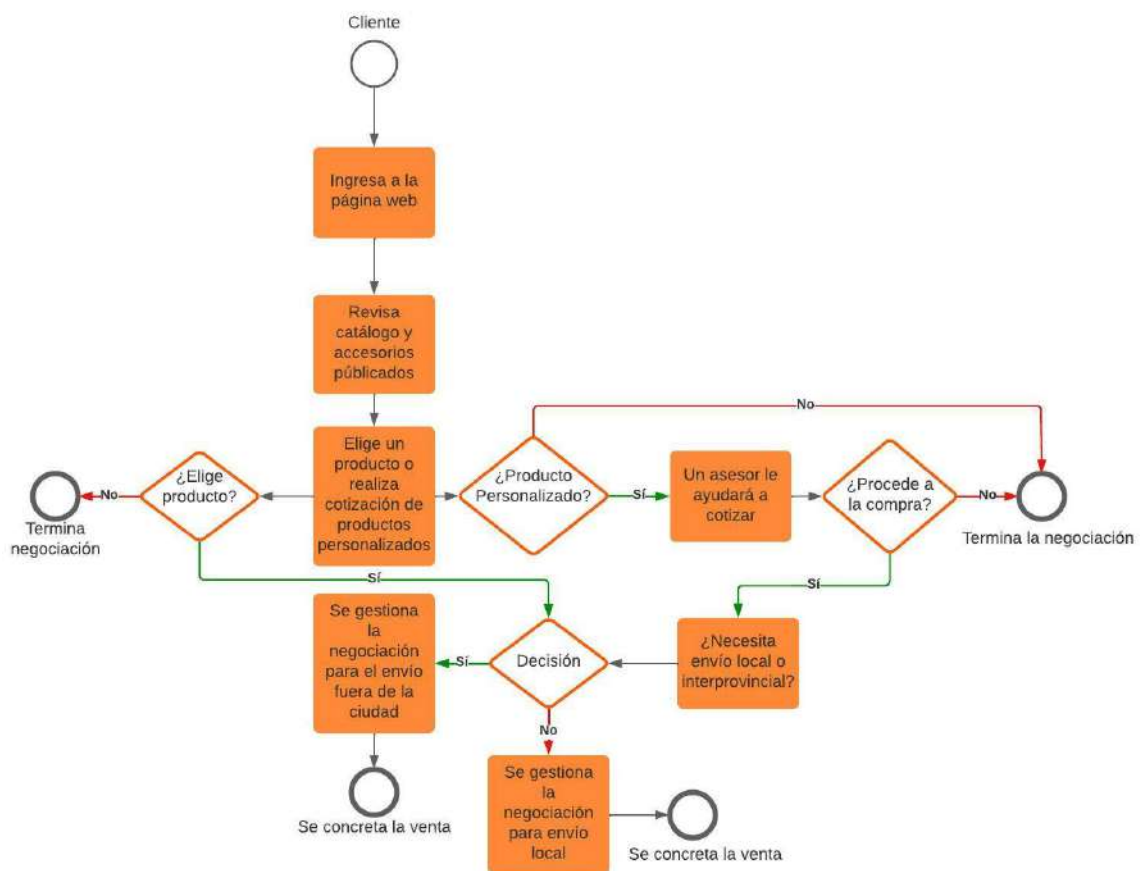 Cliente
Ingresa a la
página web
Revisa
catálogo y
accesorios
públicados
No
¿Elige
producto?
No
Termina
negociación
Elige un
producto o
realiza
cotización de
productos
personalizados
¿Producto
Personalizado?
Sí
Un asesor le
ayudará a
cotizar
¿Procede a
la compra?
No
Termina la negociación
Sí
Sí
Se gestiona
la
negociación
para el envío
fuera de la
ciudad
Sí
Decisión
¿Necesita
envío local o
interprovincial?
No
Se gestiona
la
negociación
para envío
local
Se concreta la venta
Se concreta la venta